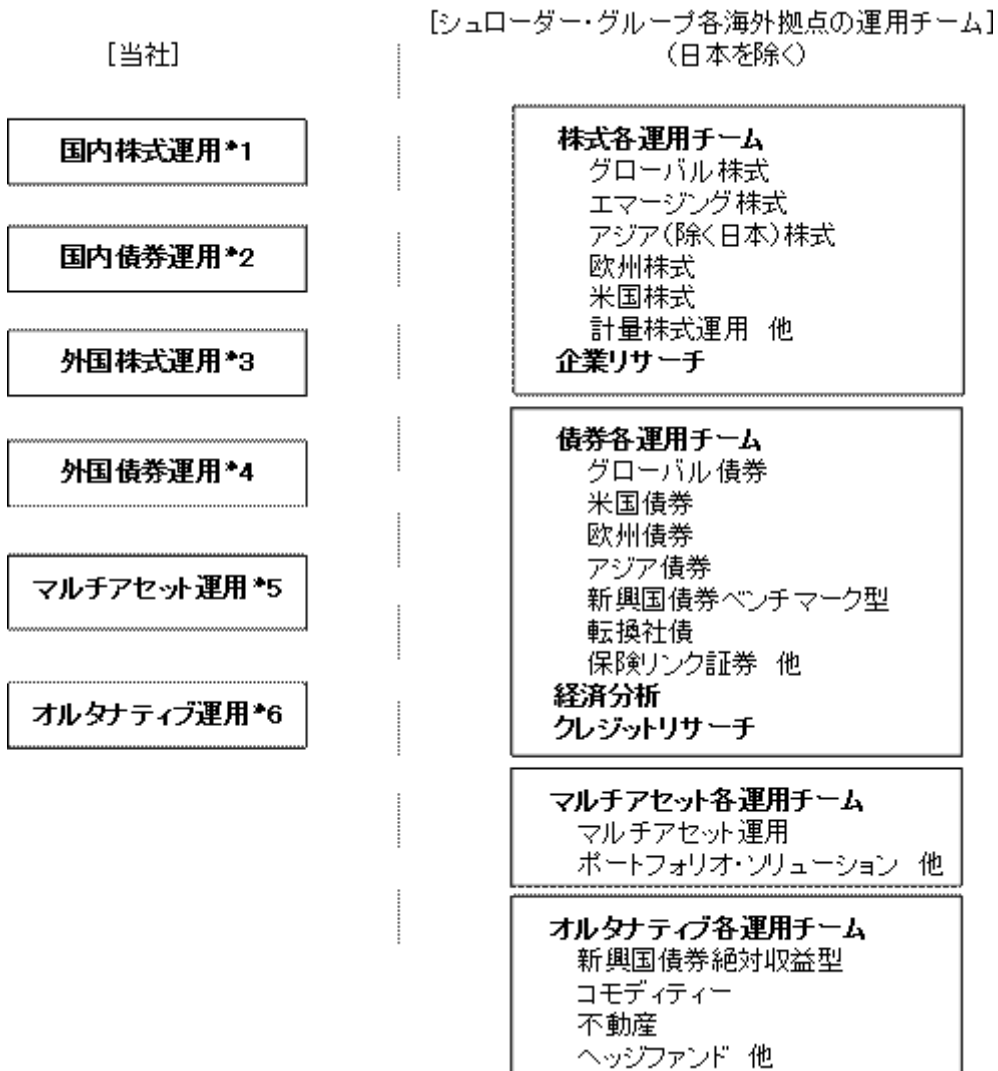 [当社]
国内株式運用*1
国内債券運用*2
外国株式運用*3
外国債券運用*4
マルチアセット運用*5
オルタナティブ運用*6
[シュローダー・グループ各海外拠点の運用チーム]
(日本を除く)
株式各運用チーム
グローバル株式
エマージング株式
アジア(除く日本)株式
欧州株式
米国株式
計量株式運用 他
企業リサーチ
債券各運用チーム
グローバル債券
米国債券
欧州債券
アジア債券
新興国債券ベンチマーク型
転換社債
保険リンク証券 他
経済分析
クレジットリサーチ
マルチアセット各運用チーム
マルチアセット運用
ポートフォリオ・ソリューション 他
オルタナティブ各運用チーム
新興国債券絶対収益型
コモディティー
不動産
ヘッジファンド 他